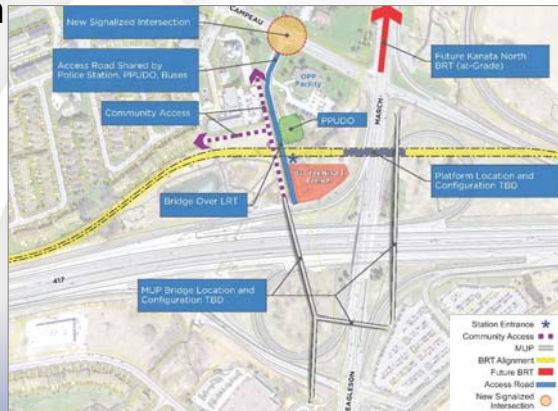 n
New Signalized Intersection
CAMPEAU
Access Road Shared by
Police Station, PPUDO, Buses
OPP
Facility
Future Kanata North
BRT (at-Grade)
MARCH
Community Access
PPUDO
Platform Location and
Configuration TBD
Bridge Over LRT
MUP Bridge Location and
Configuration TBD
417
EAGLESON
Station Entrance
Community Access
MUP
BRT Alignment
Future BRT
Access Road
New Signalized
Intersection